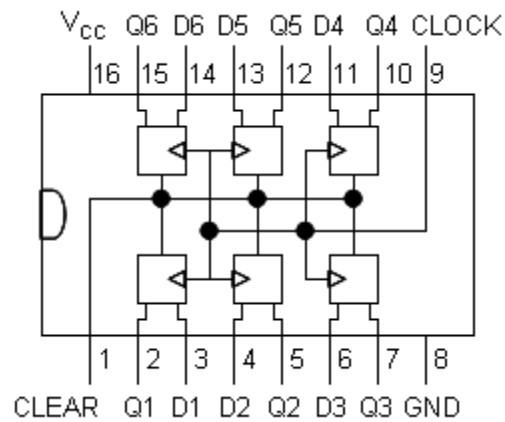 VCC Q6 D6 D5 Q5 D4 Q4 CLOCK
16 15 14 13 12 11 10 9
1 2 3 4 5 6 7 8
CLEAR Q1 D1 D2 Q2 D3 Q3 GND